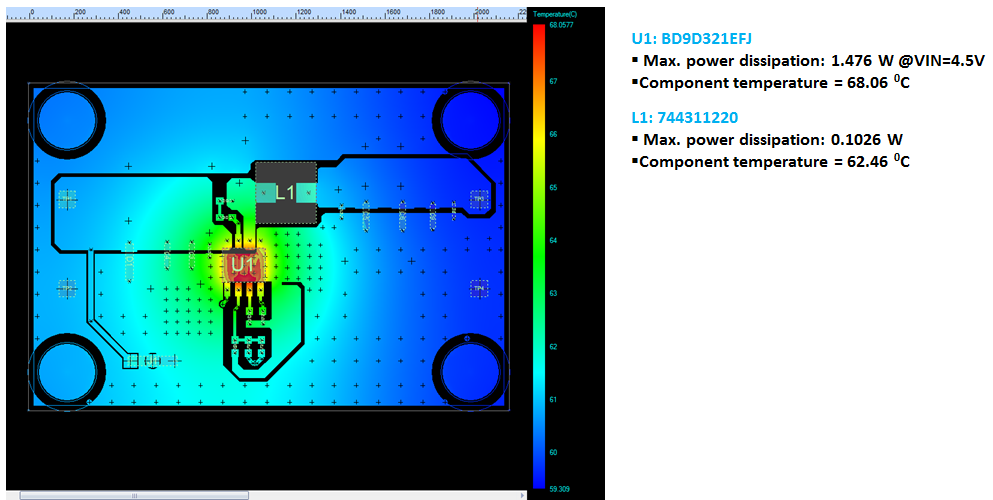 0 200 400 600 800 1000 1200 1400 1600 1800 2000 22
Temperature(C)
68.0577
67
66
65
64
63
62
61
60
59.309
L1
U1
TP3
TP4
U1: BD9D321EFJ
▪ Max. power dissipation: 1.476 W @VIN=4.5V
▪Component temperature = 68.06 ⁰C
L1: 744311220
▪ Max. power dissipation: 0.1026 W
▪Component temperature = 62.46 ⁰C